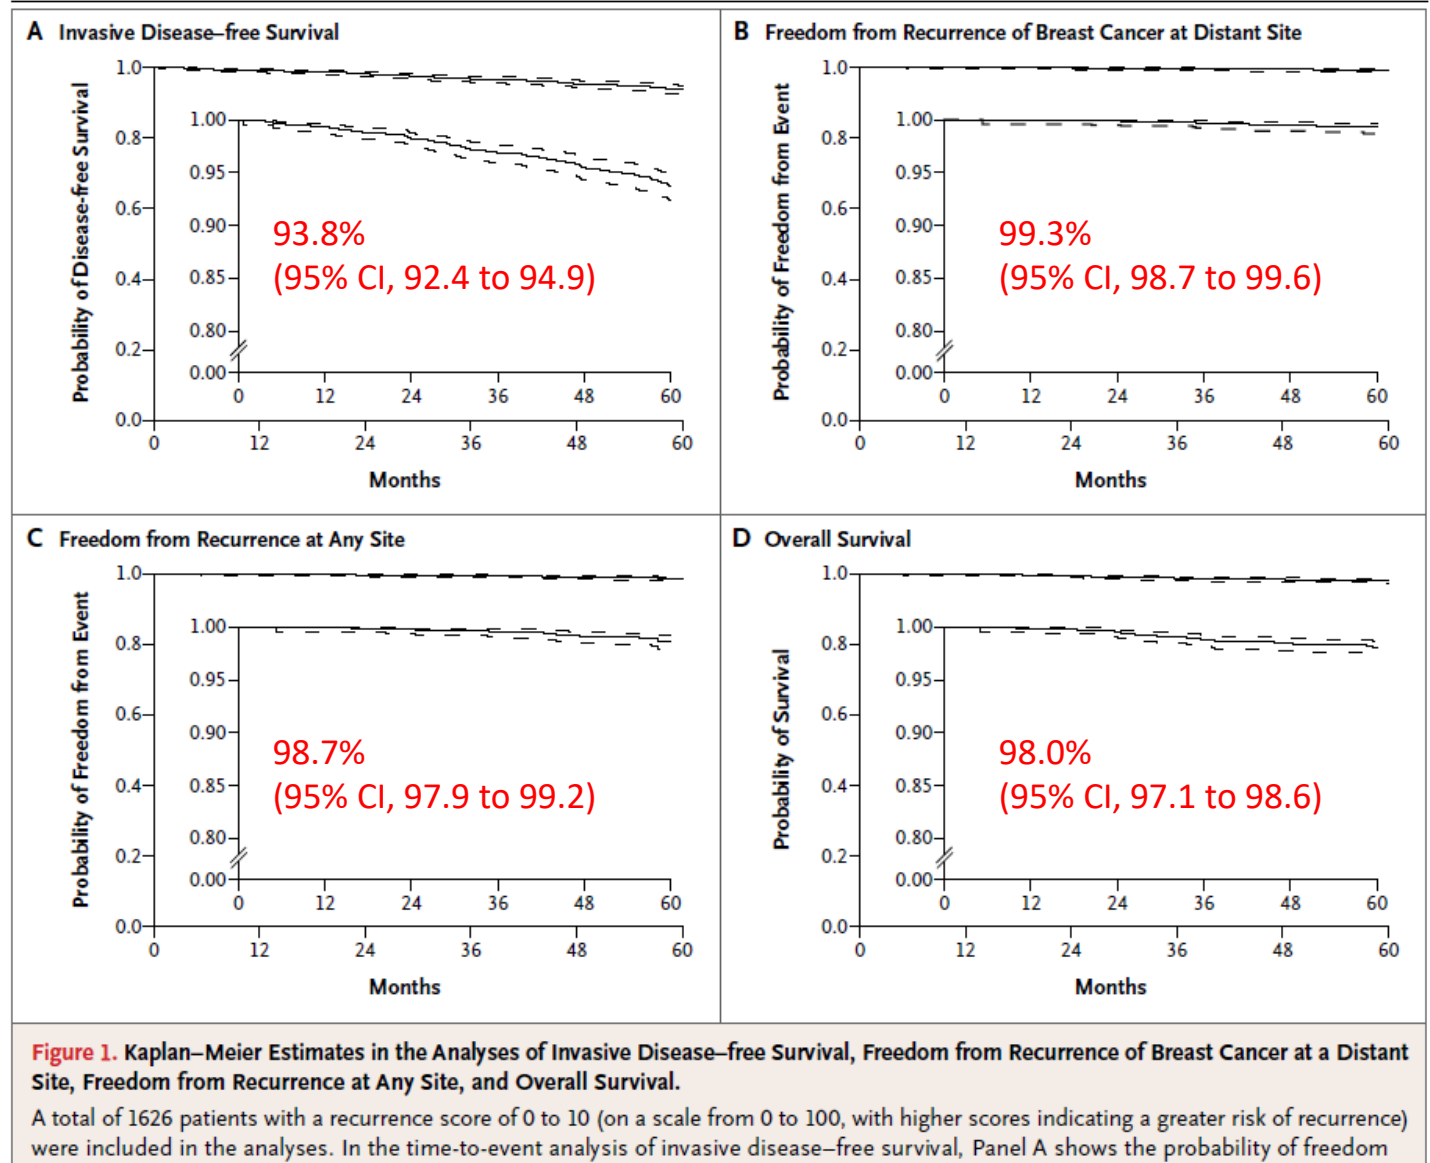 A Invasive Disease–free Survival
Probability of Disease-free Survival
1.0
0.8
0.6
0.4
0.2
0.0
1.00
0.95
0.90
0.85
0.80
0.00
93.8%
(95% CI, 92.4 to 94.9)
0 12 24 36 48 60
0 12 24 36 48 60
Months
B Freedom from Recurrence of Breast Cancer at Distant Site
Probability of Freedom from Event
1.0
0.8
0.6
0.4
0.2
0.0
1.00
0.95
0.90
0.85
0.80
0.00
99.3%
(95% CI, 98.7 to 99.6)
0 12 24 36 48 60
0 12 24 36 48 60
Months
C Freedom from Recurrence at Any Site
Probability of Freedom from Event
1.0
0.8
0.6
0.4
0.2
0.0
1.00
0.95
0.90
0.85
0.80
0.00
98.7%
(95% CI, 97.9 to 99.2)
0 12 24 36 48 60
0 12 24 36 48 60
Months
D Overall Survival
Probability of Survival
1.0
0.8
0.6
0.4
0.2
0.0
1.00
0.95
0.90
0.85
0.80
0.00
98.0%
(95% CI, 97.1 to 98.6)
0 12 24 36 48 60
0 12 24 36 48 60
Months
Figure 1. Kaplan–Meier Estimates in the Analyses of Invasive Disease–free Survival, Freedom from Recurrence of Breast Cancer at a Distant
Site, Freedom from Recurrence at Any Site, and Overall Survival.
A total of 1626 patients with a recurrence score of 0 to 10 (on a scale from 0 to 100, with higher scores indicating a greater risk of recurrence)
were included in the analyses. In the time-to-event analysis of invasive disease–free survival, Panel A shows the probability of freedom